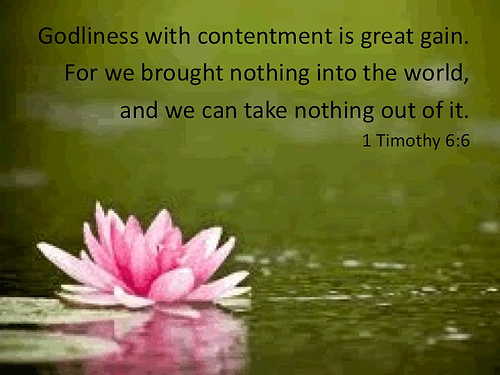 Godliness with contentment is great gain.
For we brought nothing into the world,
and we can take nothing out of it.
1 Timothy 6:6